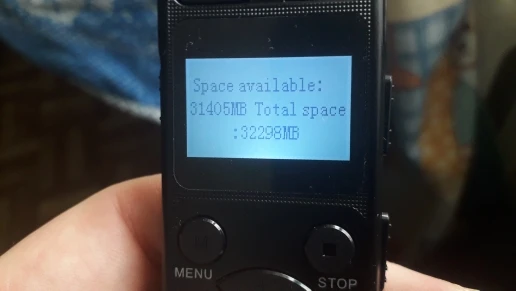 Space available:
31405MB Total space
:32298MB
MENU
STOP